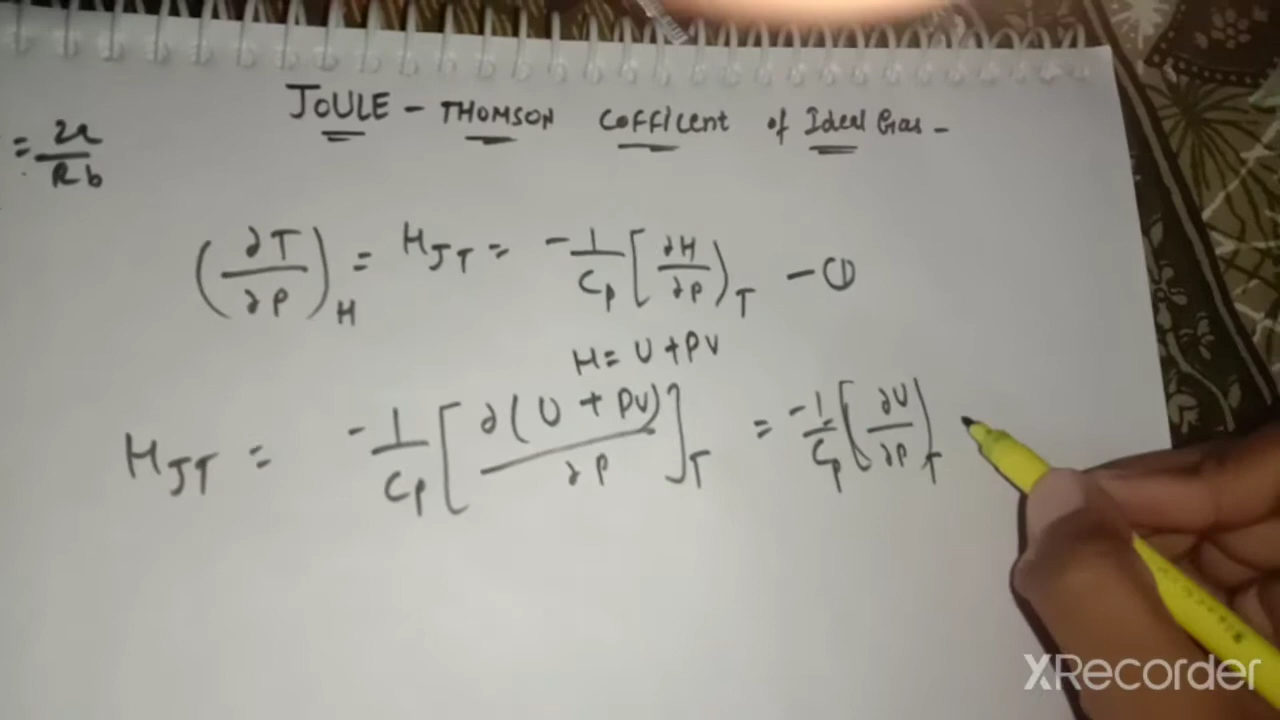 JOULE - THOMSON COFFICENT of Ideal Gas -
= 2a/Rb
(∂T/∂P)_H = μ_JT = -1/C_P [∂H/∂P)_T - ①
H = U + PV
μ_JT = -1/C_P [∂(U + PV)/∂P]_T = -1/C_P [∂U/∂P)_T
XRecorder